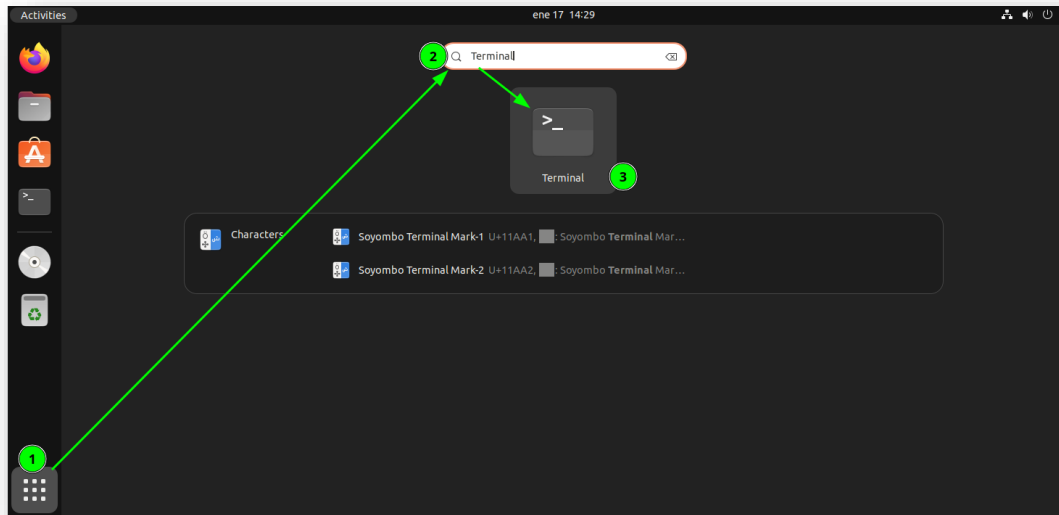 Activities
ene 17 14:29
2
Terminal
>_
Terminal
3
>_
Characters
Soyombo Terminal Mark-1 U+11AA1, : Soyombo Terminal Mar…
Soyombo Terminal Mark-2 U+11AA2, : Soyombo Terminal Mar…
1